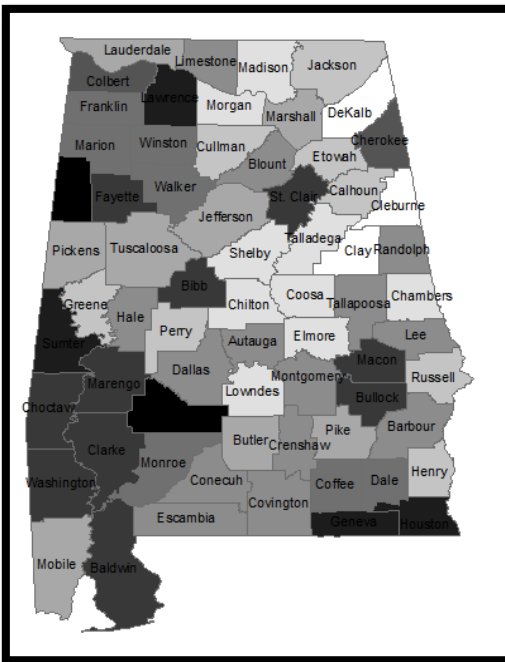 Lauderdale
Limestone
Madison
Jackson
Colbert
Lawrence
Franklin
Morgan
Marshall
DeKalb
Marion
Winston
Cullman
Cherokee
Blount
Etowah
Fayette
Walker
St. Clair
Calhoun
Cleburne
Jefferson
Pickens
Tuscaloosa
Shelby
Talladega
Clay
Randolph
Bibb
Greene
Hale
Chilton
Coosa
Tallapoosa
Chambers
Sumter
Perry
Autauga
Elmore
Lee
Marengo
Dallas
Macon
Montgomery
Russell
Choctaw
Lowndes
Bullock
Clarke
Butler
Pike
Barbour
Monroe
Crenshaw
Washington
Conecuh
Coffee
Dale
Henry
Covington
Escambia
Geneva
Houston
Mobile
Baldwin